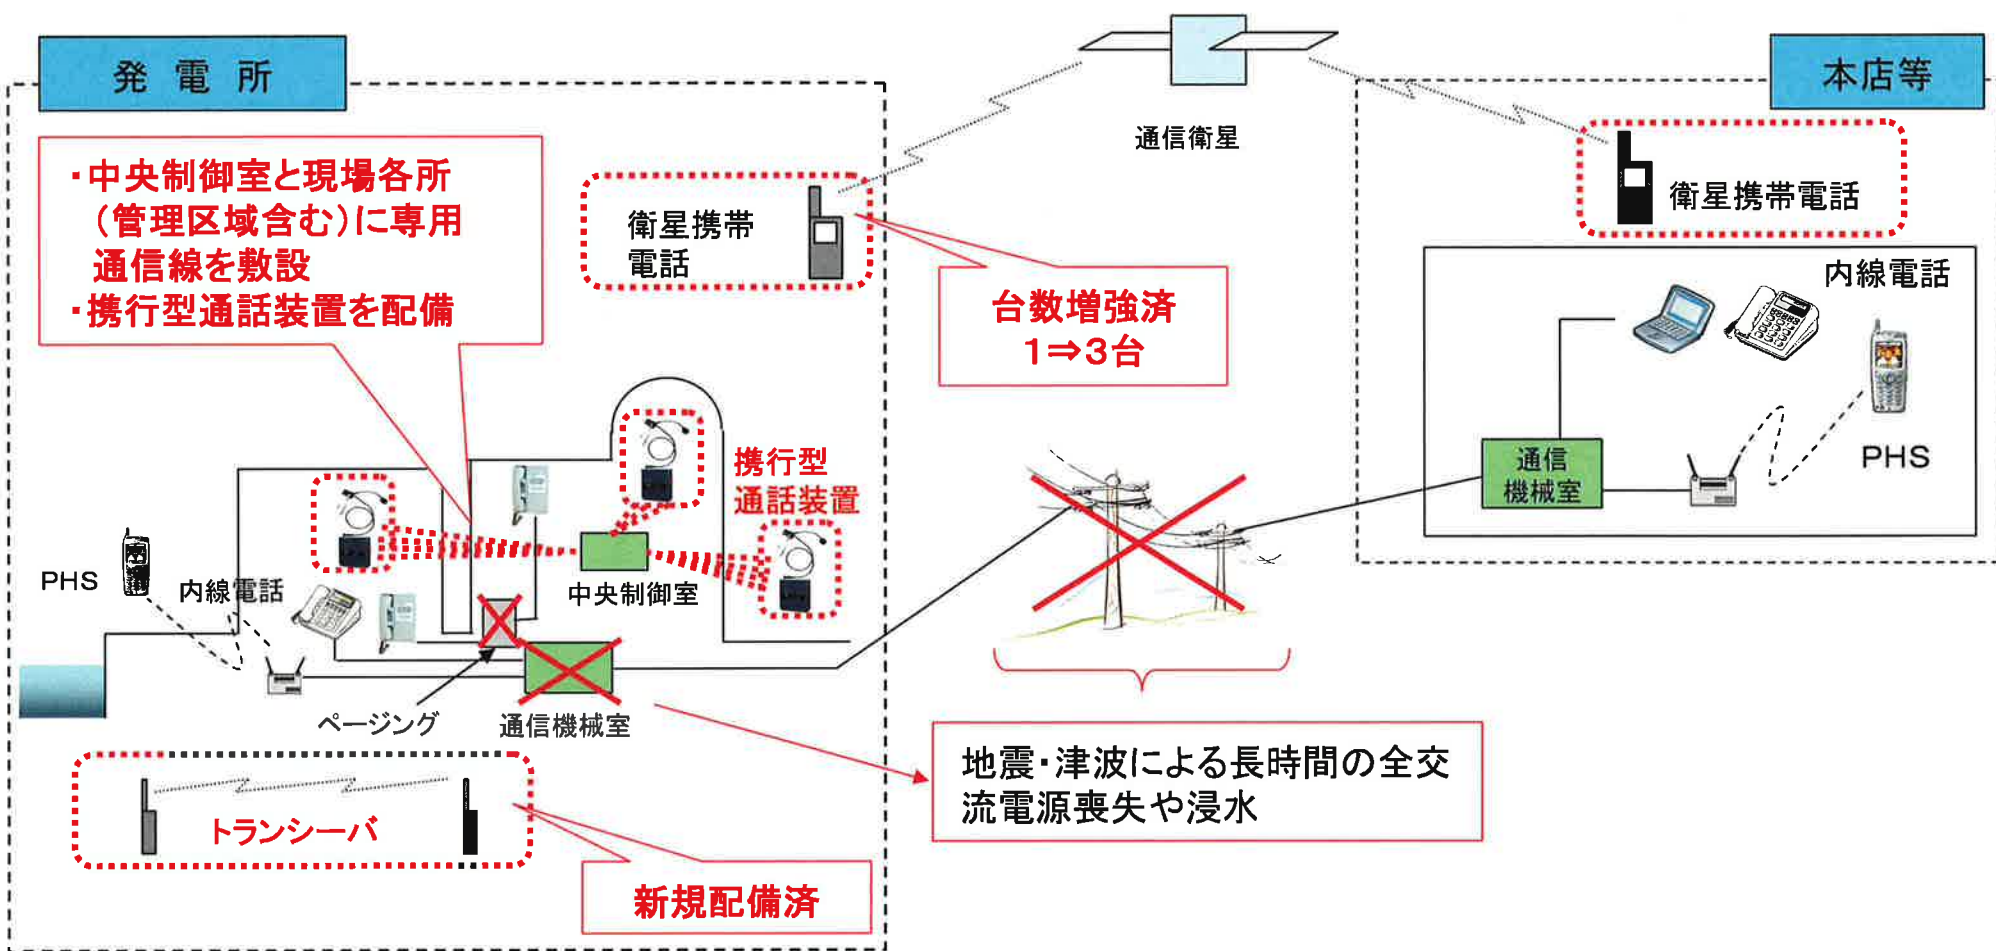 発電所
本店等
・中央制御室と現場各所
（管理区域含む）に専用
通信線を敷設
・携行型通話装置を配備
通信衛星
衛星携帯
電話
衛星携帯電話
台数増強済
1⇒3台
内線電話
通信
機械室
PHS
携行型
通話装置
中央制御室
PHS
内線電話
ページング
通信機械室
地震・津波による長時間の全交
流電源喪失や浸水
トランシーバ
新規配備済